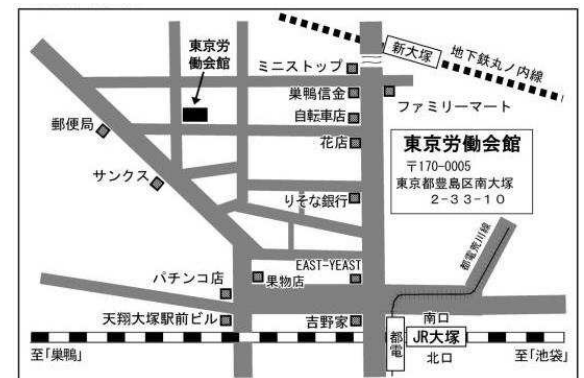 東京労
働会館
新大塚
地下鉄丸ノ内線
ミニストップ
巣鴨信金
ファミリーマート
自転車店
郵便局
花店
東京労働会館
〒170-0005
東京都豊島区南大塚
2-33-10
サンクス
りそな銀行
都電荒川線
EAST-YEAST
パチンコ店
果物店
天翔大塚駅前ビル
吉野家
南口
都電
JR大塚
北口
至「巣鴨」
至「池袋」